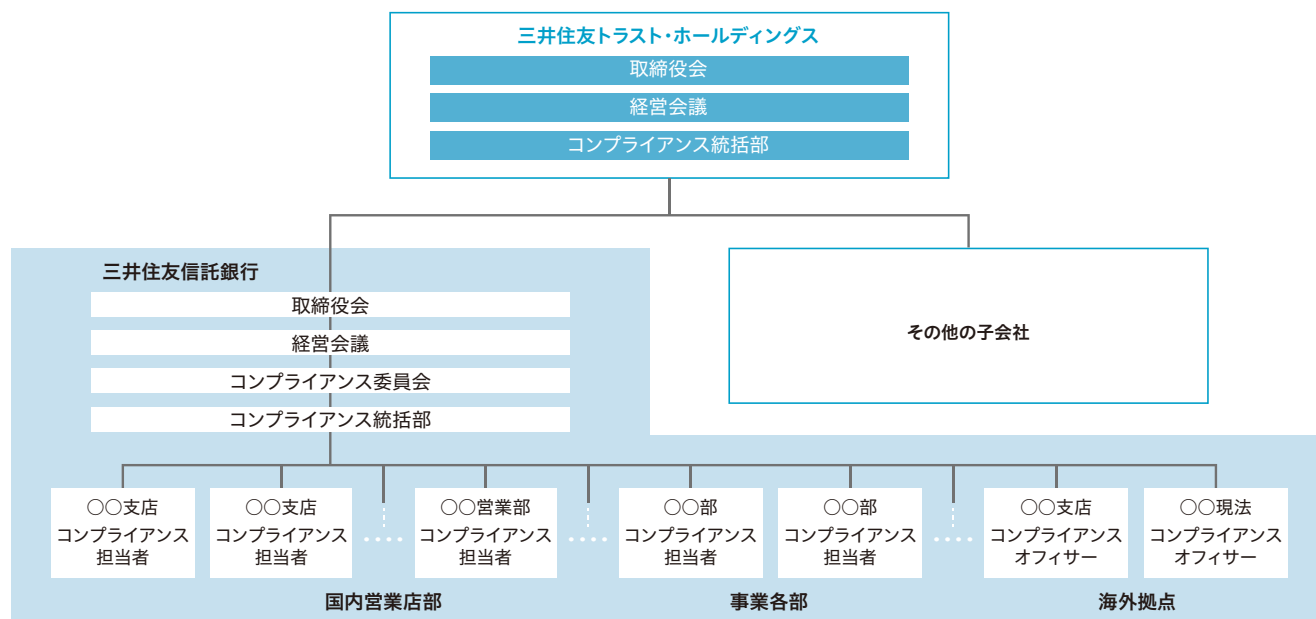 三井住友トラスト・ホールディングス
取締役会
経営会議
コンプライアンス統括部
三井住友信託銀行
取締役会
経営会議
コンプライアンス委員会
コンプライアンス統括部
その他の子会社
○○支店
コンプライアンス
担当者
○○支店
コンプライアンス
担当者
○○営業部
コンプライアンス
担当者
○○部
コンプライアンス
担当者
○○部
コンプライアンス
担当者
○○支店
コンプライアンス
オフィサー
○○現法
コンプライアンス
オフィサー
国内営業店部
事業各部
海外拠点